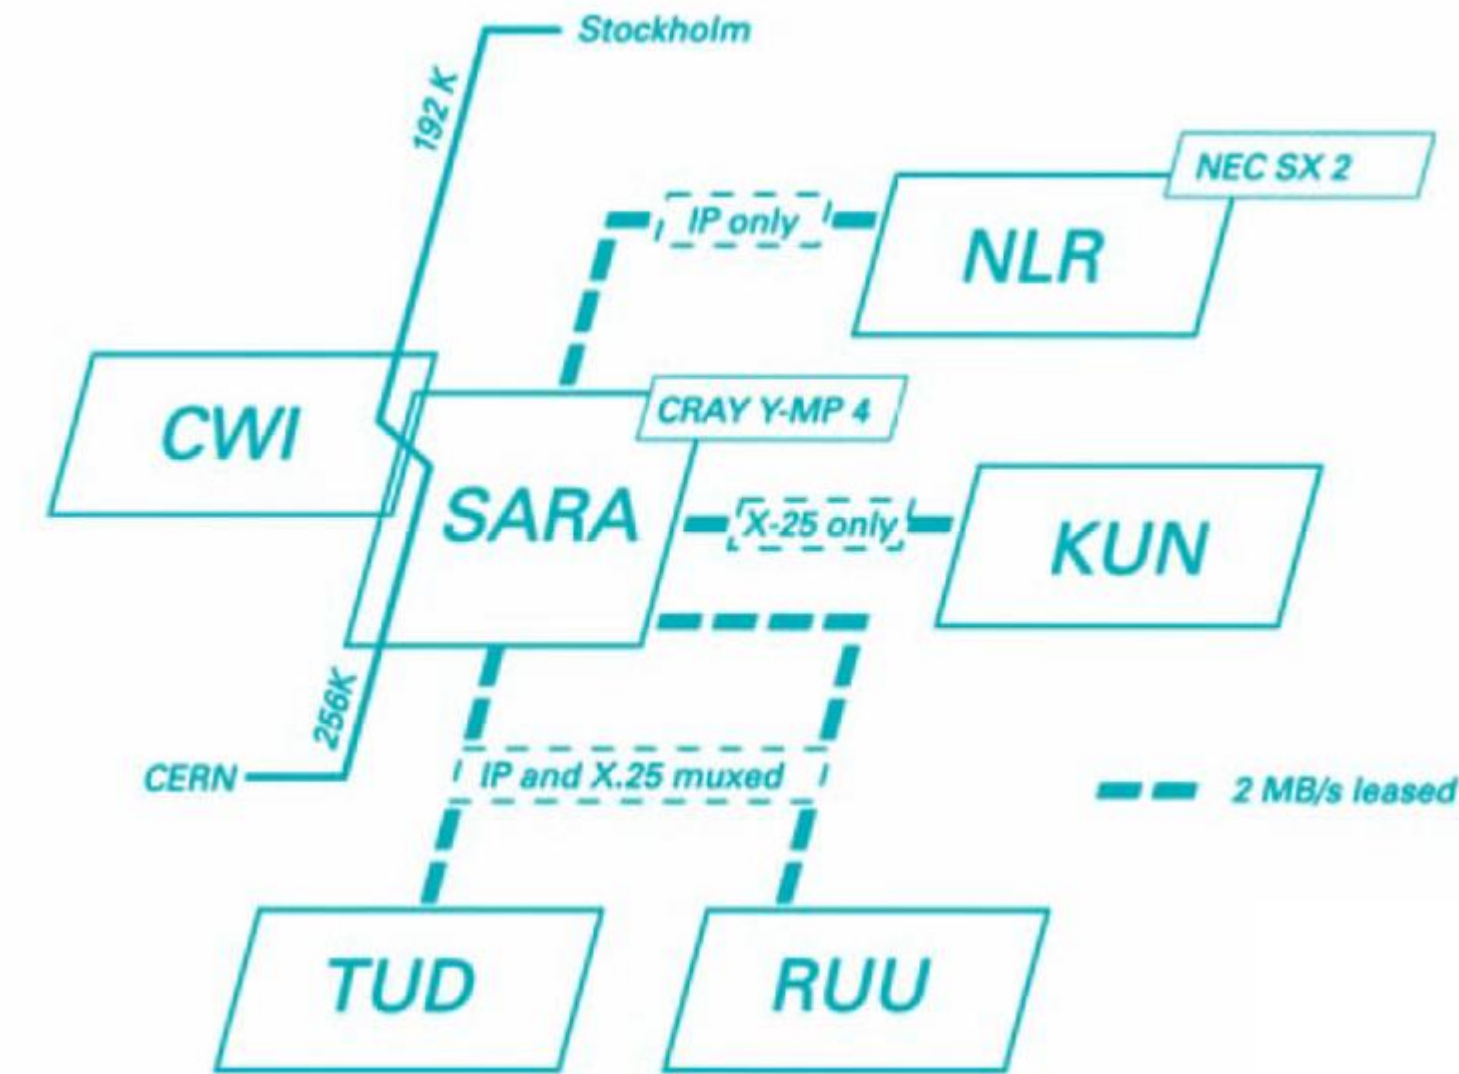 Stockholm
192 K
NEC SX 2
IP only
NLR
CWI
CRAY Y-MP 4
SARA
X-25 only
KUN
256K
CERN
IP and X.25 muxed
2 MB/s leased
TUD
RUU